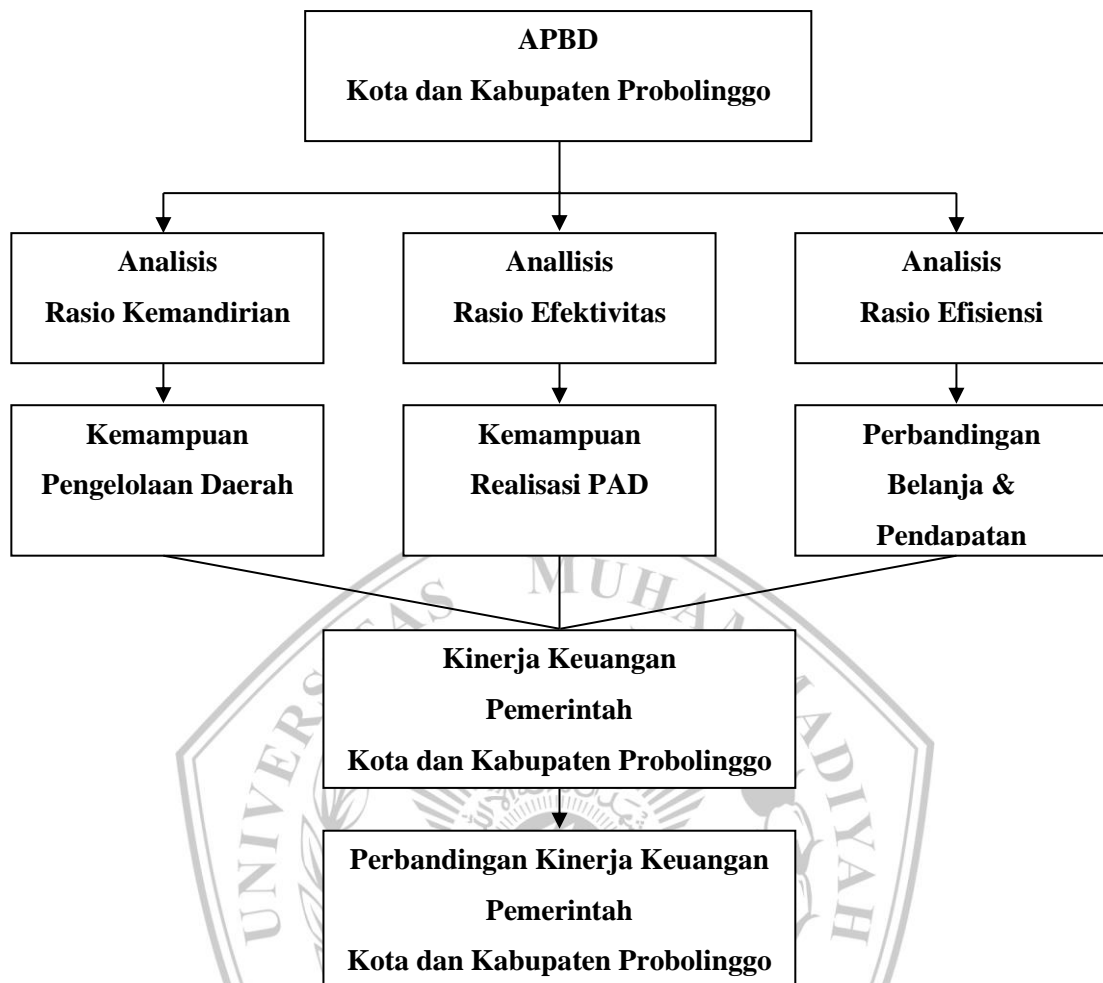 APBD
Kota dan Kabupaten Probolinggo
Analisis
Rasio Kemandirian
Anallisis
Rasio Efektivitas
Analisis
Rasio Efisiensi
Kemampuan
Pengelolaan Daerah
Kemampuan
Realisasi PAD
Perbandingan
Belanja &
Pendapatan
Kinerja Keuangan
Pemerintah
Kota dan Kabupaten Probolinggo
Perbandingan Kinerja Keuangan
Pemerintah
Kota dan Kabupaten Probolinggo